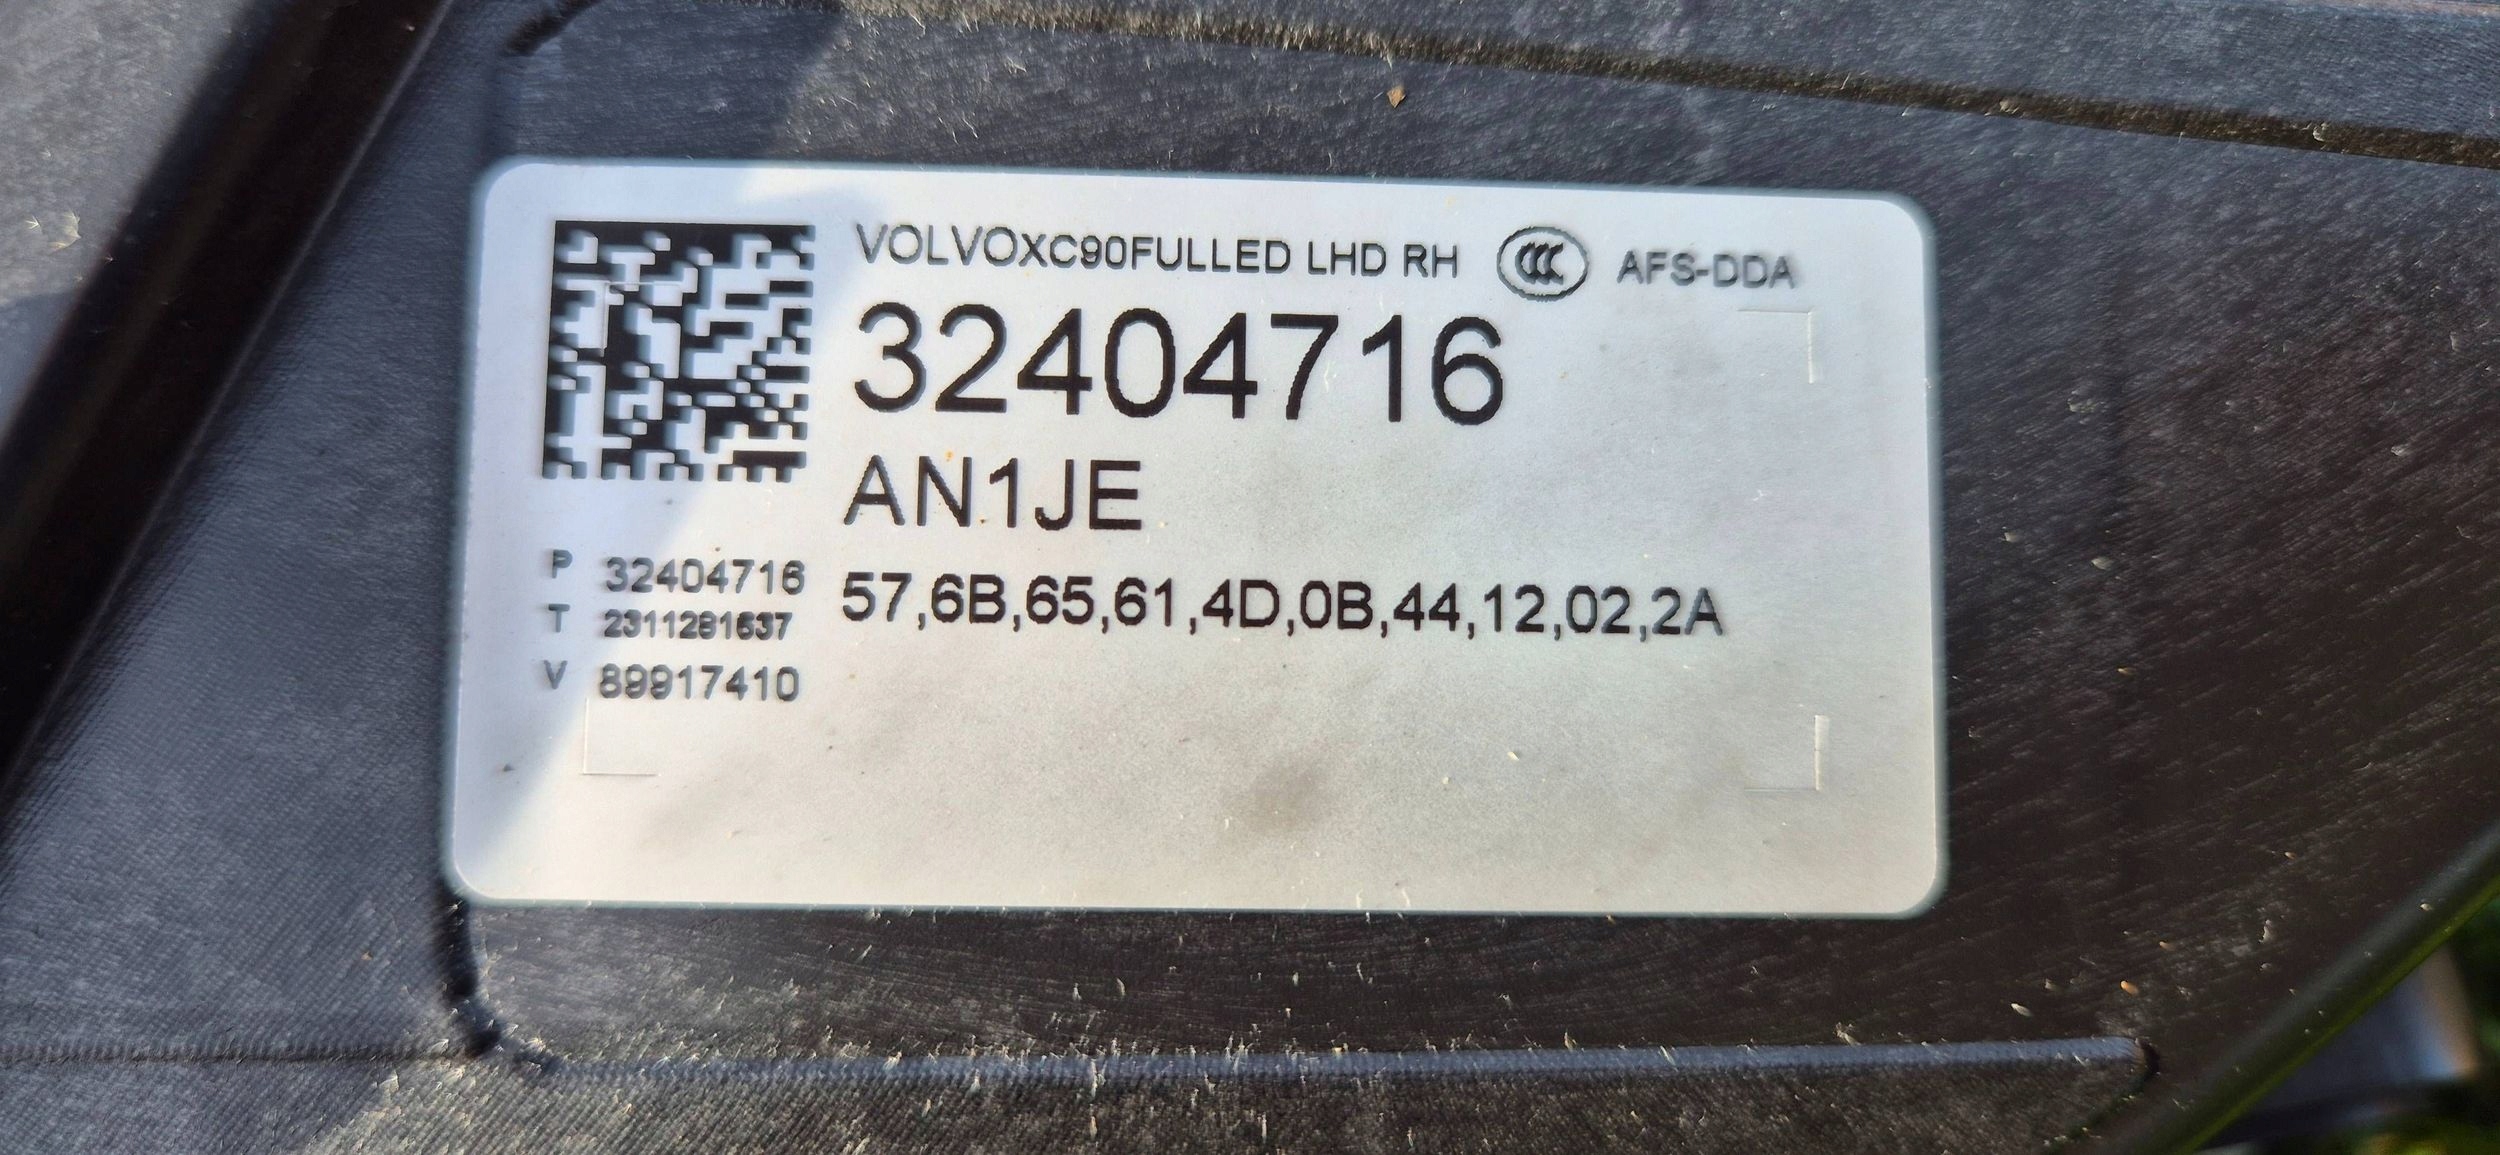 VOLVOXC90FULLED LHD RH CCC AFS-DDA
32404716
AN1JE
P 32404716
T 2311281637
V 89917410
57,6B,65,61,4D,0B,44,12,02,2A